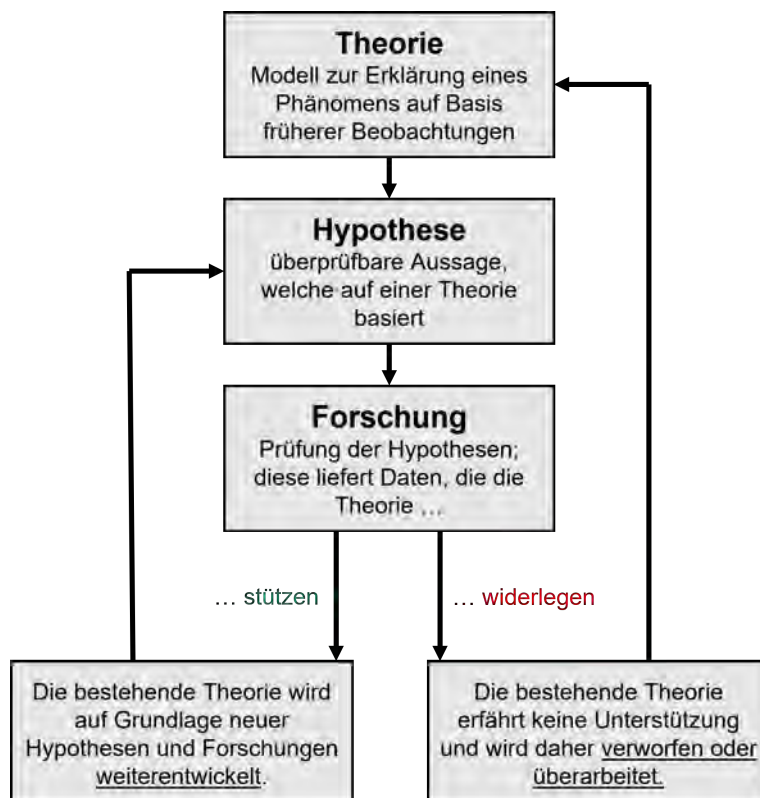 Theorie
Modell zur Erklärung eines
Phänomens auf Basis
früherer Beobachtungen
Hypothese
überprüfbare Aussage,
welche auf einer Theorie
basiert
Forschung
Prüfung der Hypothesen;
diese liefert Daten, die die
Theorie …
… stützen
… widerlegen
Die bestehende Theorie wird
auf Grundlage neuer
Hypothesen und Forschungen
weiterentwickelt.
Die bestehende Theorie
erfährt keine Unterstützung
und wird daher verworfen oder
überarbeitet.